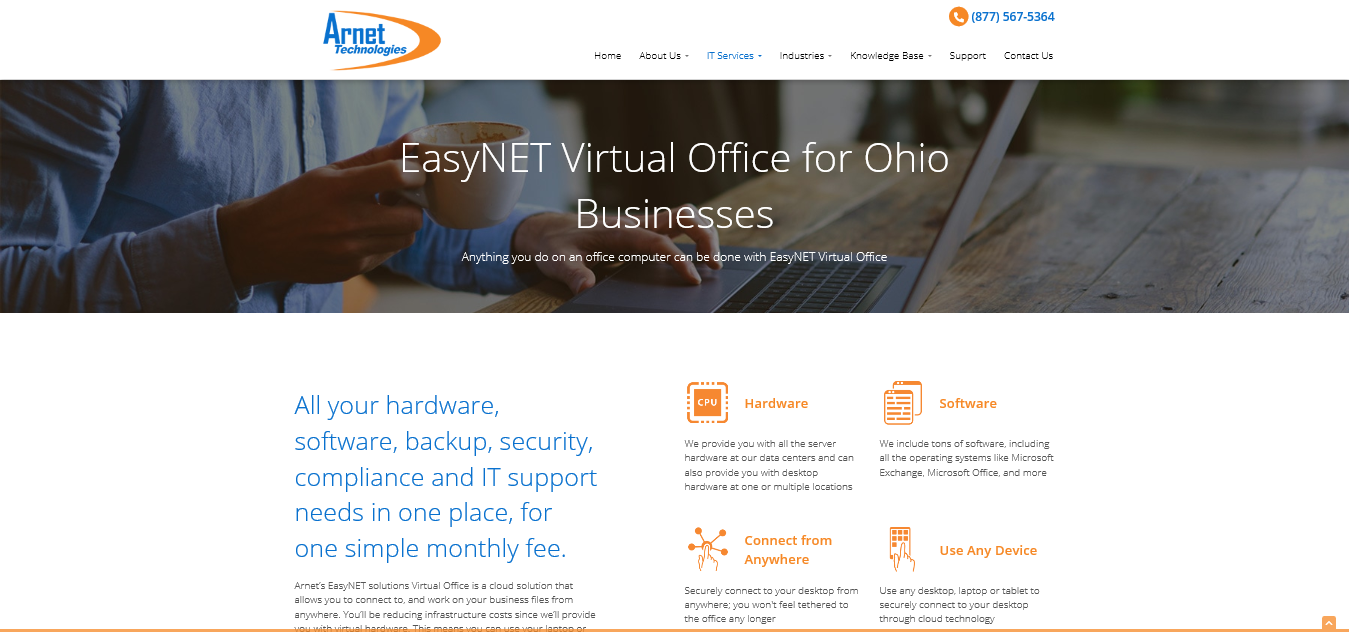 Arnet
Technologies
(877) 567-5364
Home About Us IT Services Industries Knowledge Base Support Contact Us
EasyNET Virtual Office for Ohio
Businesses
Anything you do on an office computer can be done with EasyNET Virtual Office
All your hardware,
software, backup, security,
compliance and IT support
needs in one place, for
one simple monthly fee.
Arnet's EasyNET solutions Virtual Office is a cloud solution that
allows you to connect to, and work on your business files from
anywhere. You'll be reducing infrastructure costs since we'll provide
you with virtual hardware. This means you can use your laptop or
CPU
Hardware
We provide you with all the server
hardware at our data centers and can
also provide you with desktop
hardware at one or multiple locations
Software
We include tons of software, including
all the operating systems like Microsoft
Exchange, Microsoft Office, and more
Connect from
Anywhere
Securely connect to your desktop from
anywhere; you won't feel tethered to
the office any longer
Use Any Device
Use any desktop, laptop or tablet to
securely connect to your desktop
through cloud technology